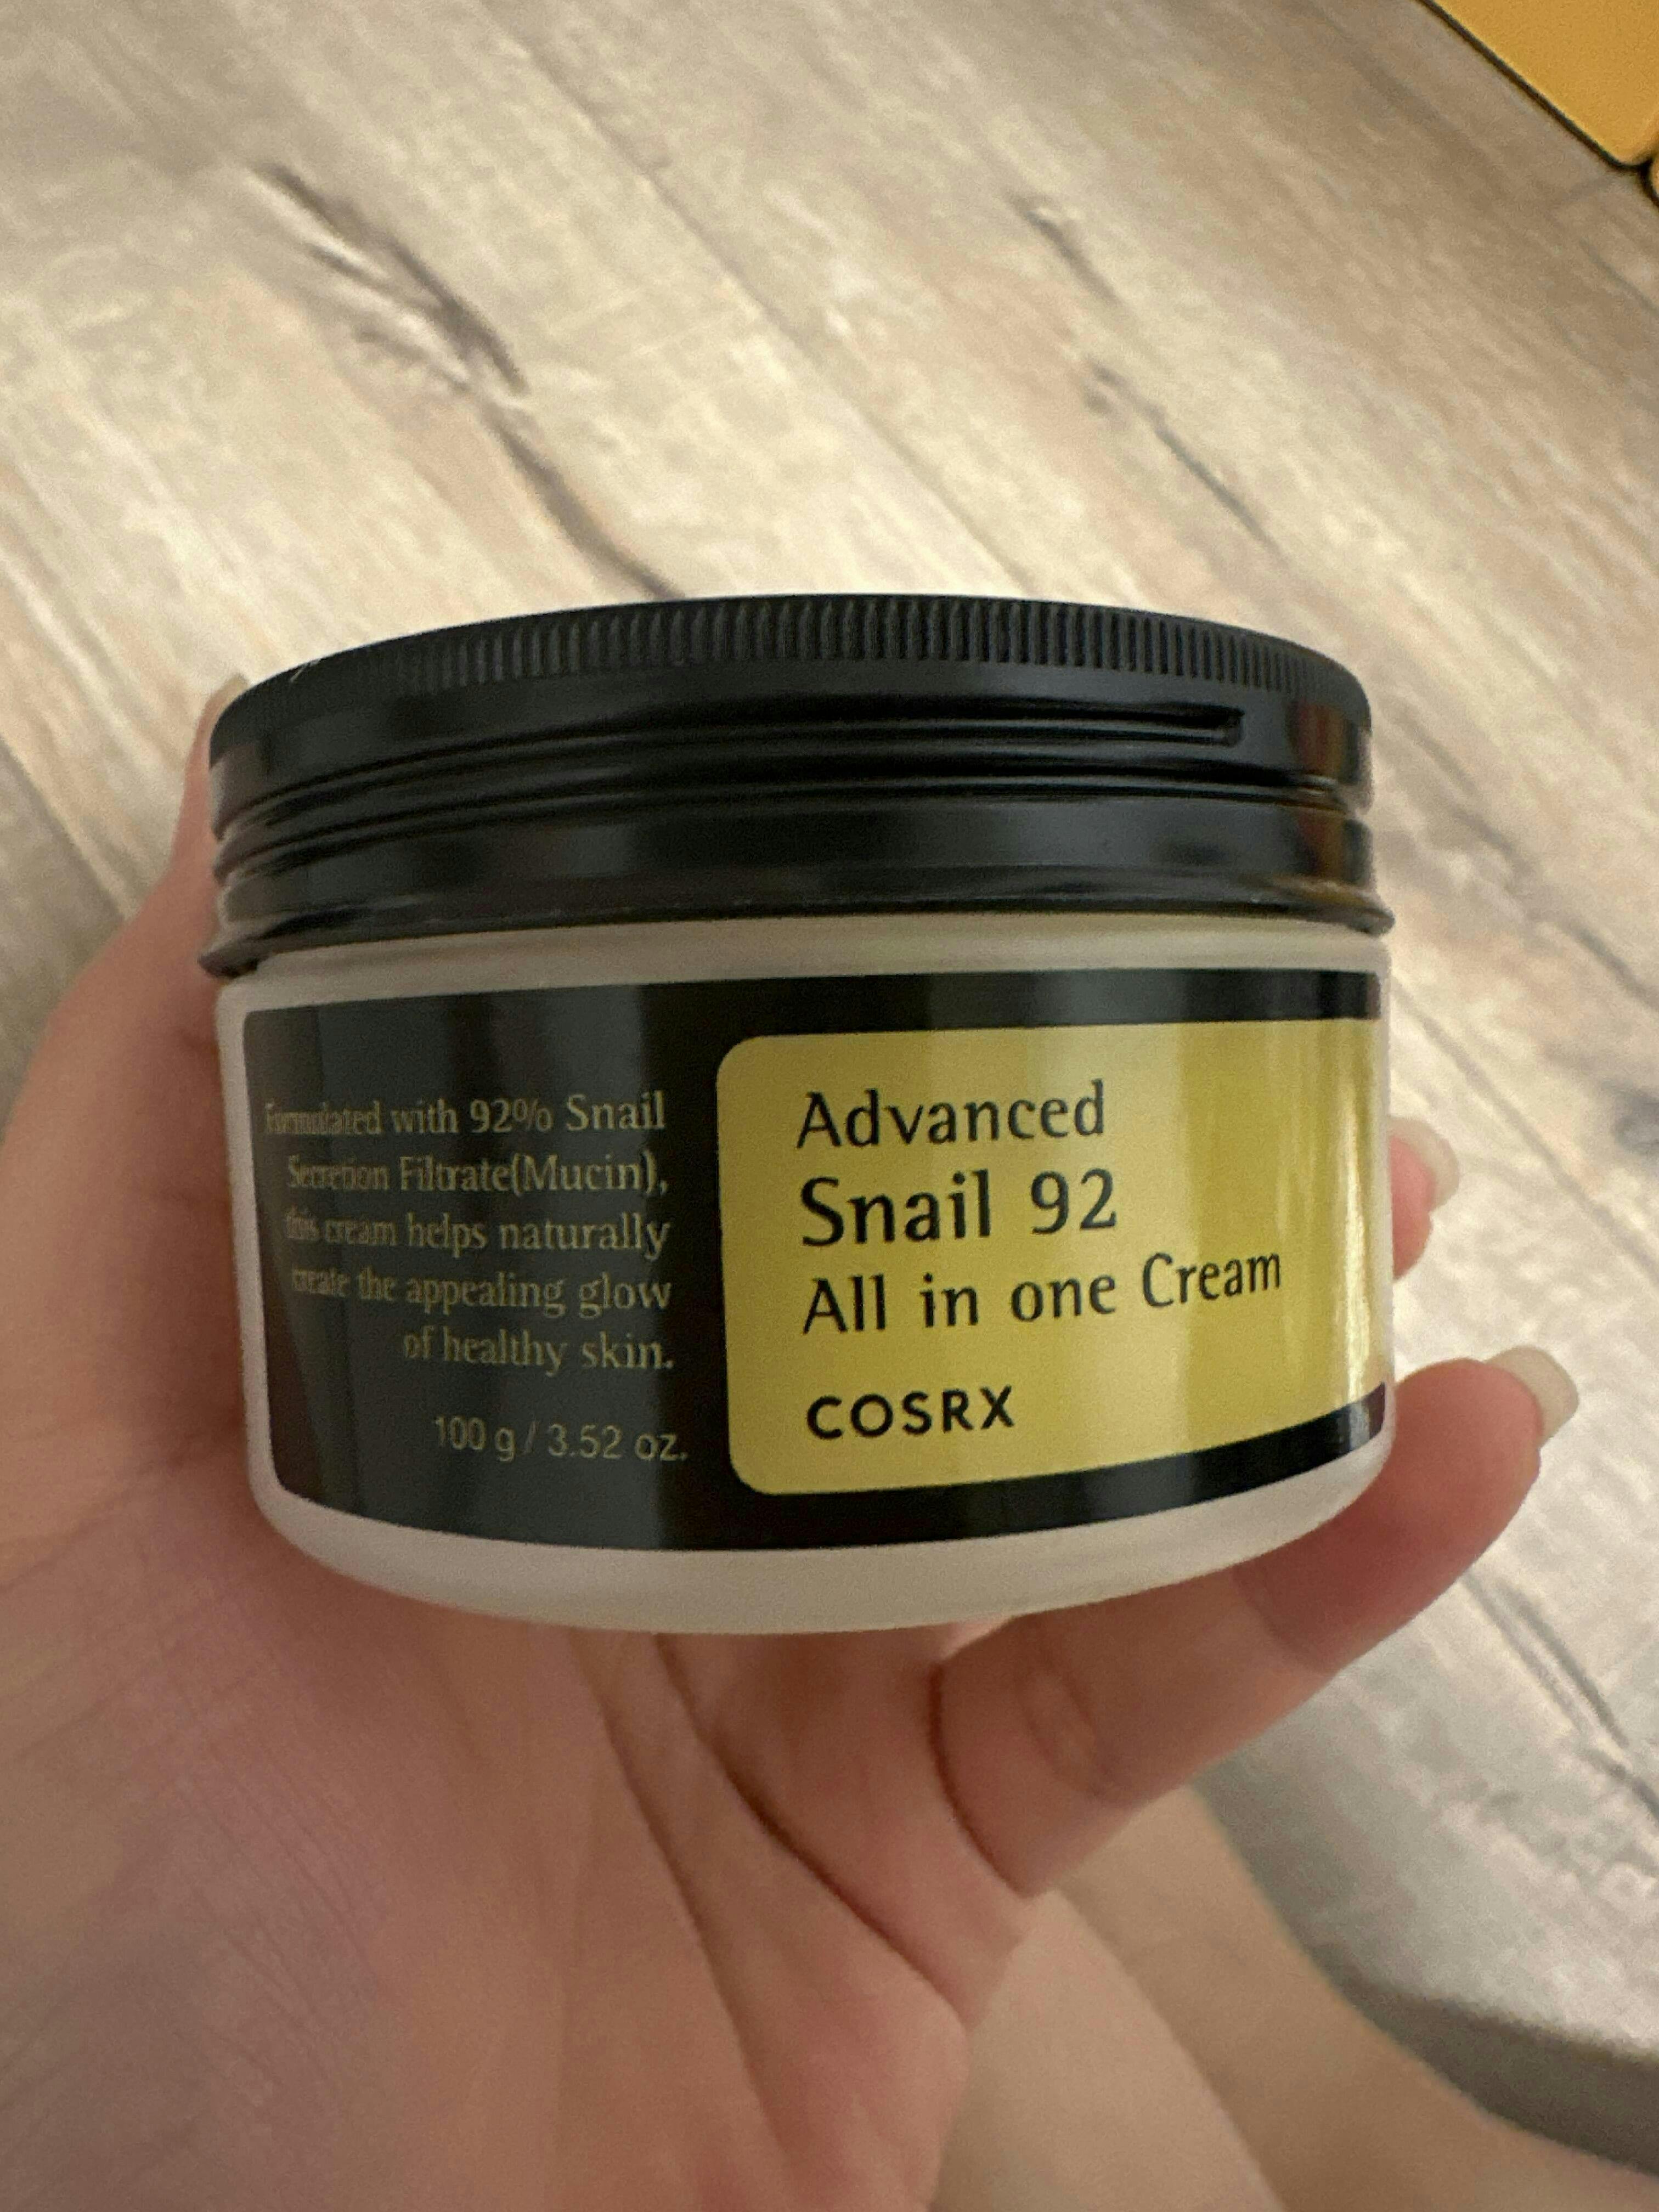 Formulated with 92% Snail
Secretion Filtrate(Mucin),
this cream helps naturally
create the appealing glow
of healthy skin.
100 g / 3.52 oz.
Advanced
Snail 92
All in one Cream
COSRX